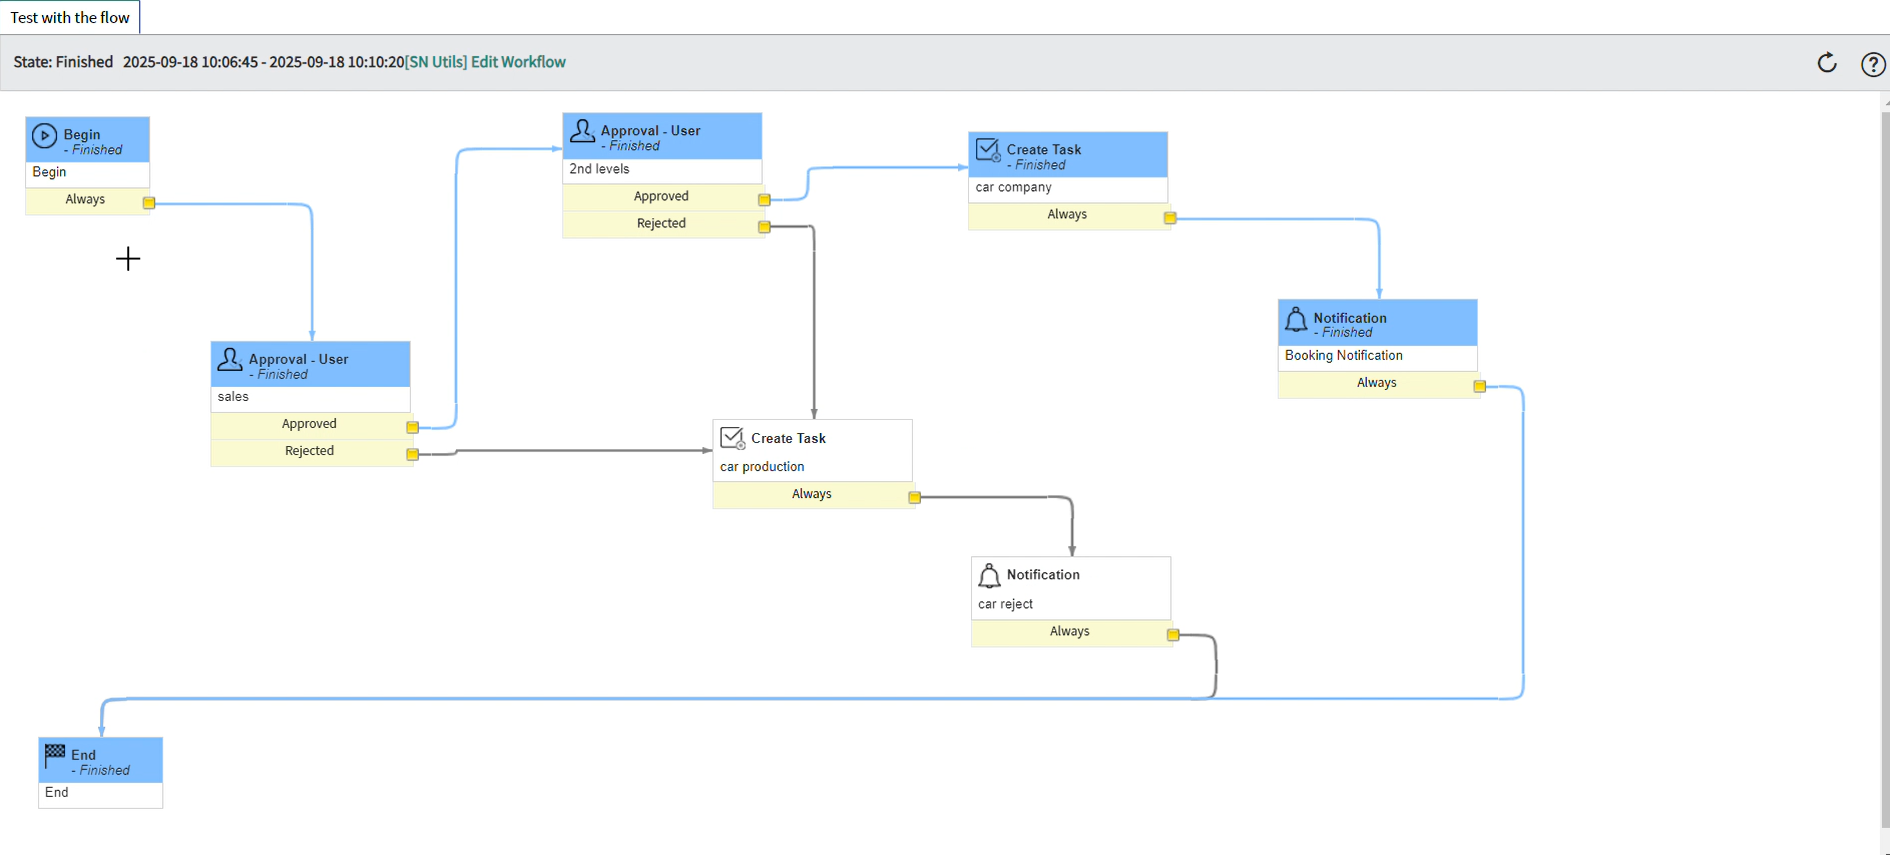 Test with the flow
State: Finished 2025-09-18 10:06:45 - 2025-09-18 10:10:20[SN Utils] Edit Workflow
Begin
- Finished
Begin
Always
Approval - User
- Finished
2nd levels
Approved
Rejected
Create Task
- Finished
car company
Always
Notification
- Finished
Booking Notification
Always
Approval - User
- Finished
sales
Approved
Rejected
Create Task
car production
Always
Notification
car reject
Always
End
- Finished
End